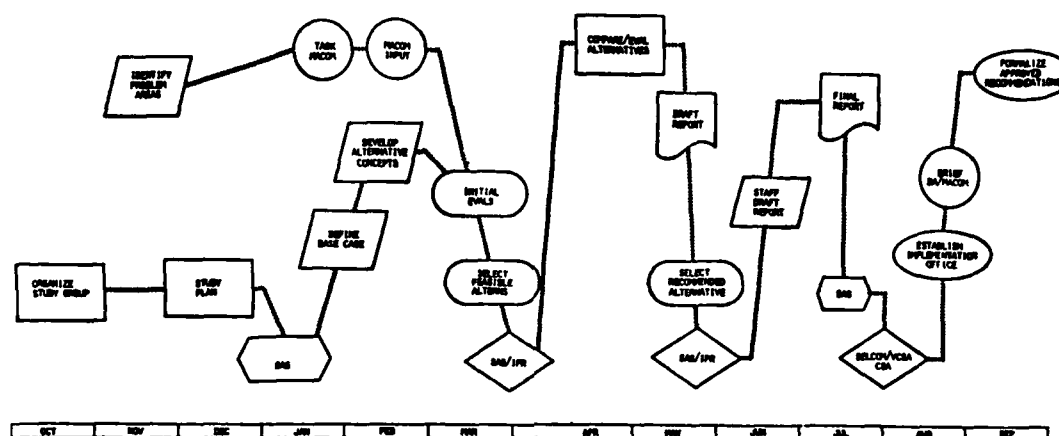 IDENTIFY
PROBLEM
AREAS
TASK
MACOM
MACOM
INPUT
COMPARE/EVAL
ALTERNATIVES
FORMALIZE
APPROVED
RECOMMENDATIONS
DRAFT
REPORT
FINAL
REPORT
DEVELOP
ALTERNATIVE
CONCEPTS
INITIAL
EVALS
STAFF
DRAFT
REPORT
BRIEF
DA/MACOM
DEFINE
BASE CASE
ESTABLISH
IMPLEMENTATION
OFFICE
ORGANIZE
STUDY GROUP
STUDY
PLAN
SELECT
FEASIBLE
ALTERNS
SELECT
RECOMMENDED
ALTERNATIVE
SAG
SAG
SAG/IPR
SAG/IPR
SELCOM/VCSA
CSA
OCT NOV DEC JAN FEB MAR APR MAY JUN JUL AUG SEP